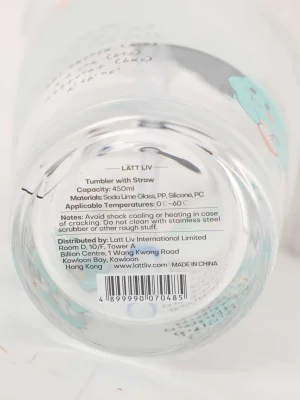 LÄTT LIV
Tumbler with Straw
Capacity: 450ml
Materials: Soda Lime Glass, PP, Silicone, PC
Applicable Temperatures: 0℃~60℃
Notes: Avoid shock cooling or heating in case
of cracking. Do not clean with stainless steel
scrubber or other rough stuff.
Distributed by: Latt Liv International Limited
Room D, 10/F, Tower A
Billion Centre, 1 Wang Kwong Road
Kowloon Bay, Kowloon
Hong Kong www.lattliv.com MADE IN CHINA
4 899990 070485